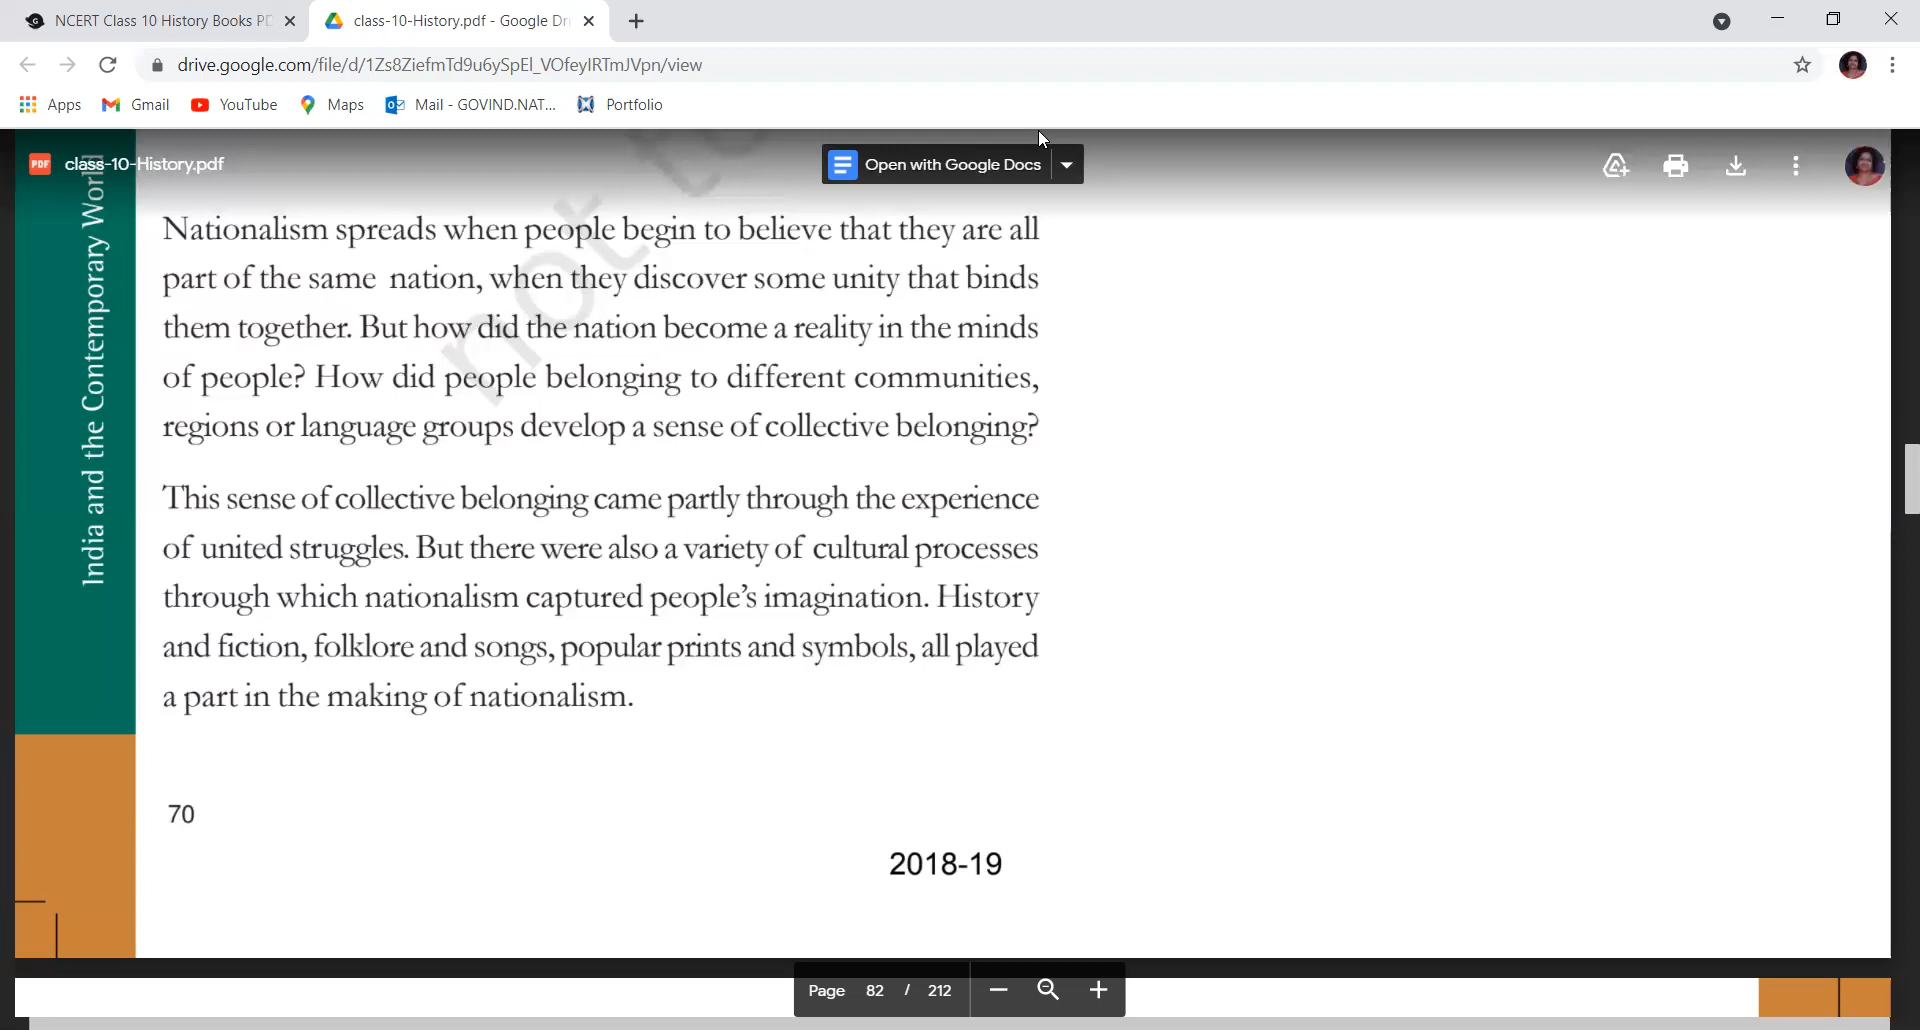 NCERT Class 10 History Books PD
class-10-History.pdf - Google Dri
drive.google.com/file/d/1Zs8ZiefmTd9u6ySpEl_VOfeylRTmJVpn/view
Apps
Gmail
YouTube
Maps
Mail - GOVIND.NAT...
Portfolio
PDF
class-10-History.pdf
Open with Google Docs
India and the Contemporary World
not to
Nationalism spreads when people begin to believe that they are all
part of the same nation, when they discover some unity that binds
them together. But how did the nation become a reality in the minds
of people? How did people belonging to different communities,
regions or language groups develop a sense of collective belonging?
This sense of collective belonging came partly through the experience
of united struggles. But there were also a variety of cultural processes
through which nationalism captured people's imagination. History
and fiction, folklore and songs, popular prints and symbols, all played
a part in the making of nationalism.
70
2018-19
Page 82 / 212